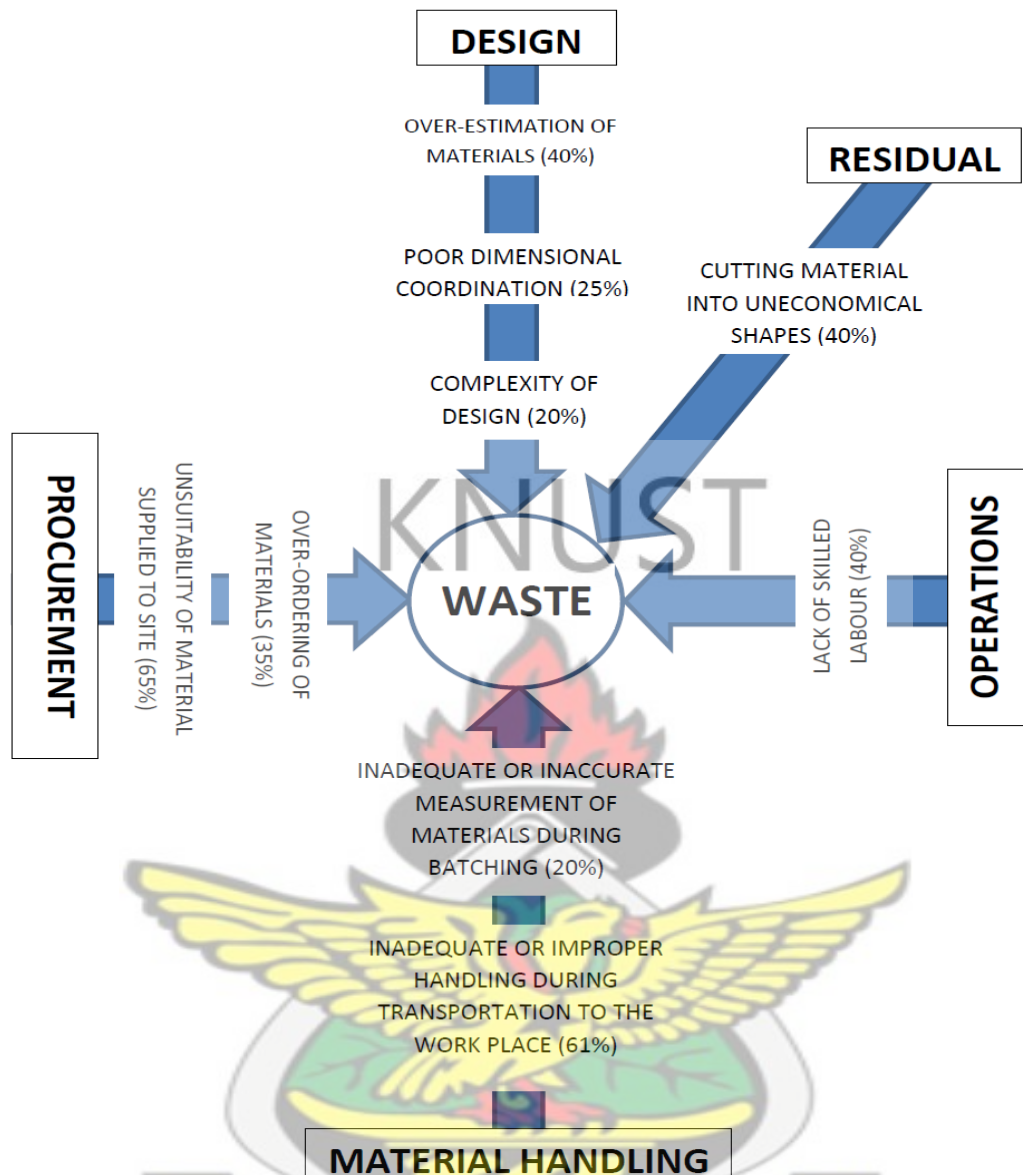 DESIGN
OVER-ESTIMATION OF
MATERIALS (40%)
RESIDUAL
POOR DIMENSIONAL
COORDINATION (25%)
CUTTING MATERIAL
INTO UNECONOMICAL
SHAPES (40%)
COMPLEXITY OF
DESIGN (20%)
PROCUREMENT
UNSUITABILITY OF MATERIAL
SUPPLIED TO SITE (65%)
OVER-ORDERING OF
MATERIALS (35%)
KNUST
WASTE
LACK OF SKILLED
LABOUR (40%)
OPERATIONS
INADEQUATE OR INACCURATE
MEASUREMENT OF
MATERIALS DURING
BATCHING (20%)
INADEQUATE OR IMPROPER
HANDLING DURING
TRANSPORTATION TO THE
WORK PLACE (61%)
MATERIAL HANDLING